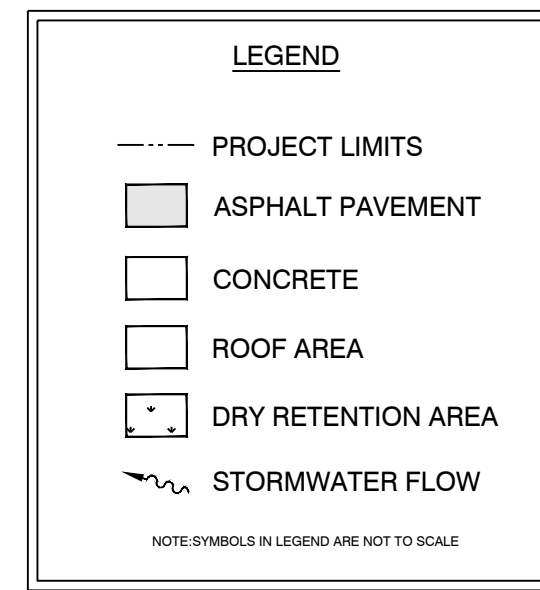 LEGEND
PROJECT LIMITS
ASPHALT PAVEMENT
CONCRETE
ROOF AREA
DRY RETENTION AREA
STORMWATER FLOW
NOTE:SYMBOLS IN LEGEND ARE NOT TO SCALE